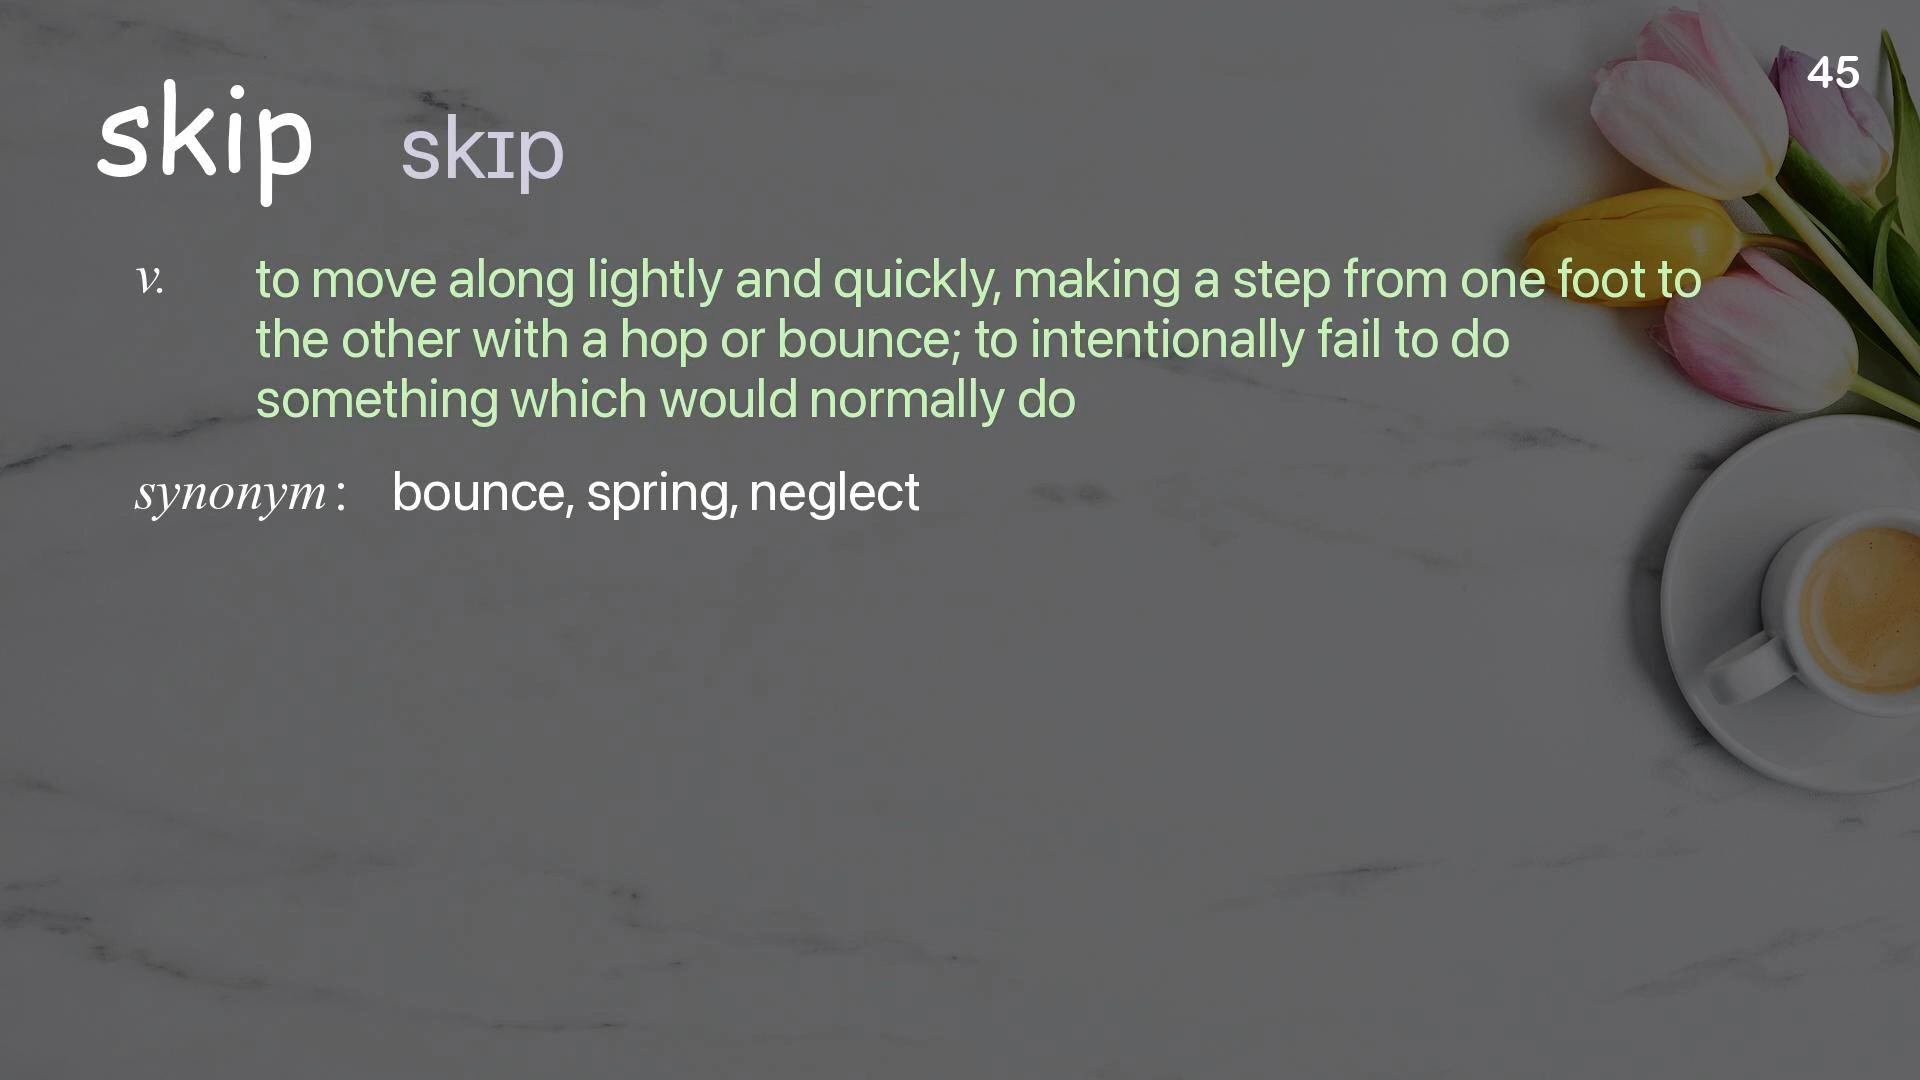 45
skip skɪp
v. to move along lightly and quickly, making a step from one foot to
the other with a hop or bounce; to intentionally fail to do
something which would normally do
synonym : bounce, spring, neglect